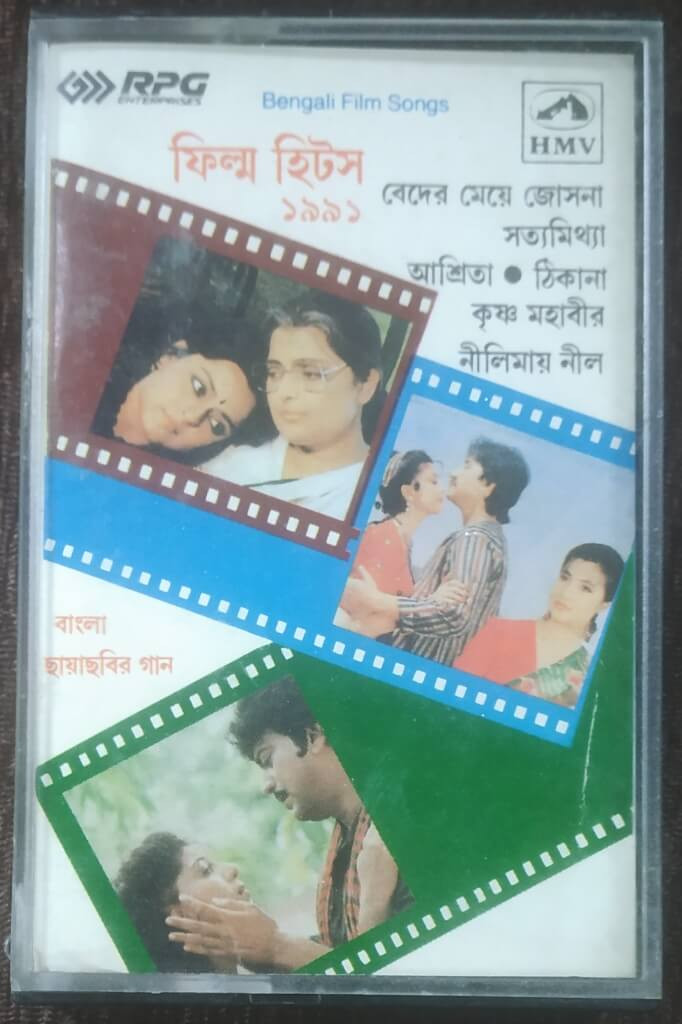 RPG
ENTERPRISES
Bengali Film Songs
HMV
ফিল্ম হিটস
১৯৯১
বেদের মেয়ে জোসনা
সত্যমিথ্যা
আশ্রিতা ● ঠিকানা
কৃষ্ণ মহাবীর
নীলিমায় নীল
বাংলা
ছায়াছবির গান